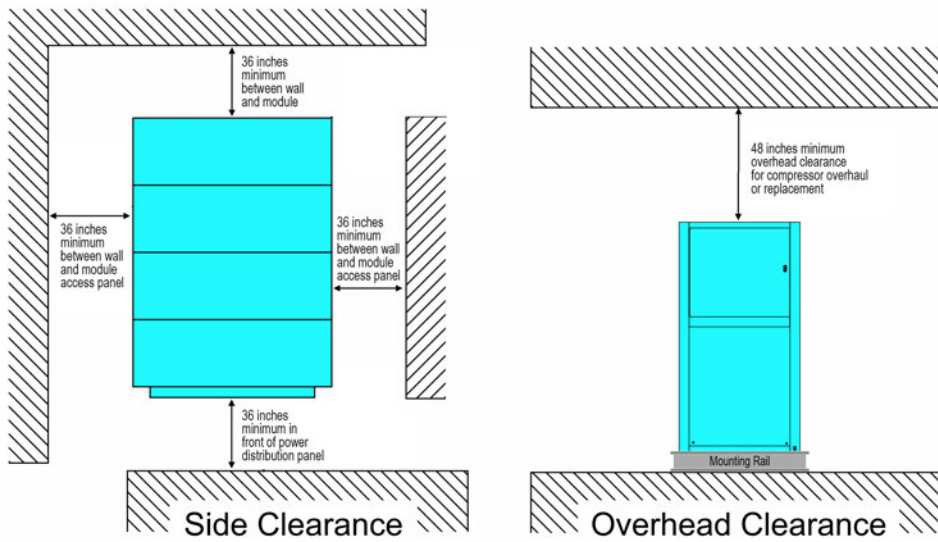 36 inches
minimum
between wall
and module
36 inches
minimum
between wall
and module
access panel
36 inches
minimum
between wall
and module
access panel
36 inches
minimum in
front of power
distribution panel
Side Clearance
48 inches minimum
overhead clearance
for compressor overhaul
or replacement
Mounting Rail
Overhead Clearance